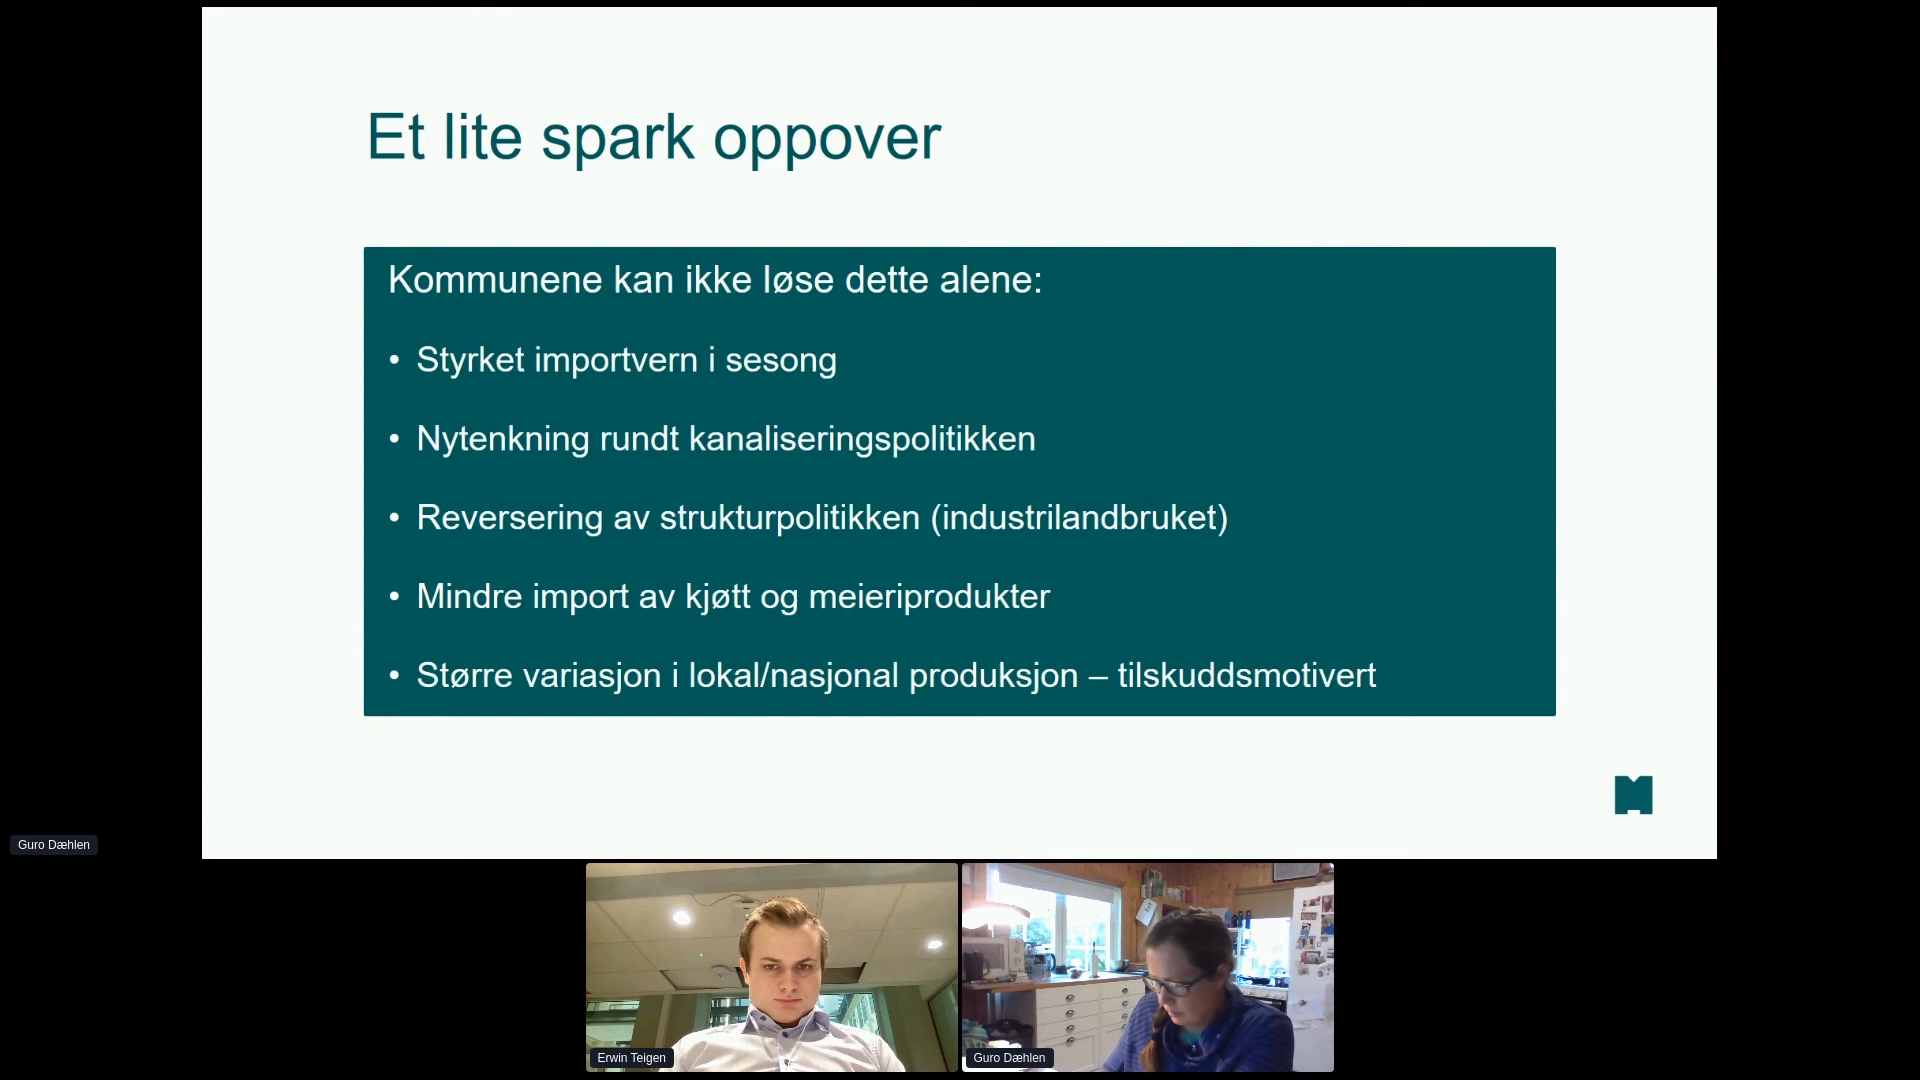 Et lite spark oppover
Kommunene kan ikke løse dette alene:
• Styrket importvern i sesong
• Nytenkning rundt kanaliseringspolitikken
• Reversering av strukturpolitikken (industrilandbruket)
• Mindre import av kjøtt og meieriprodukter
• Større variasjon i lokal/nasjonal produksjon – tilskuddsmotivert
Guro Dæhlen
Erwin Teigen
Guro Dæhlen